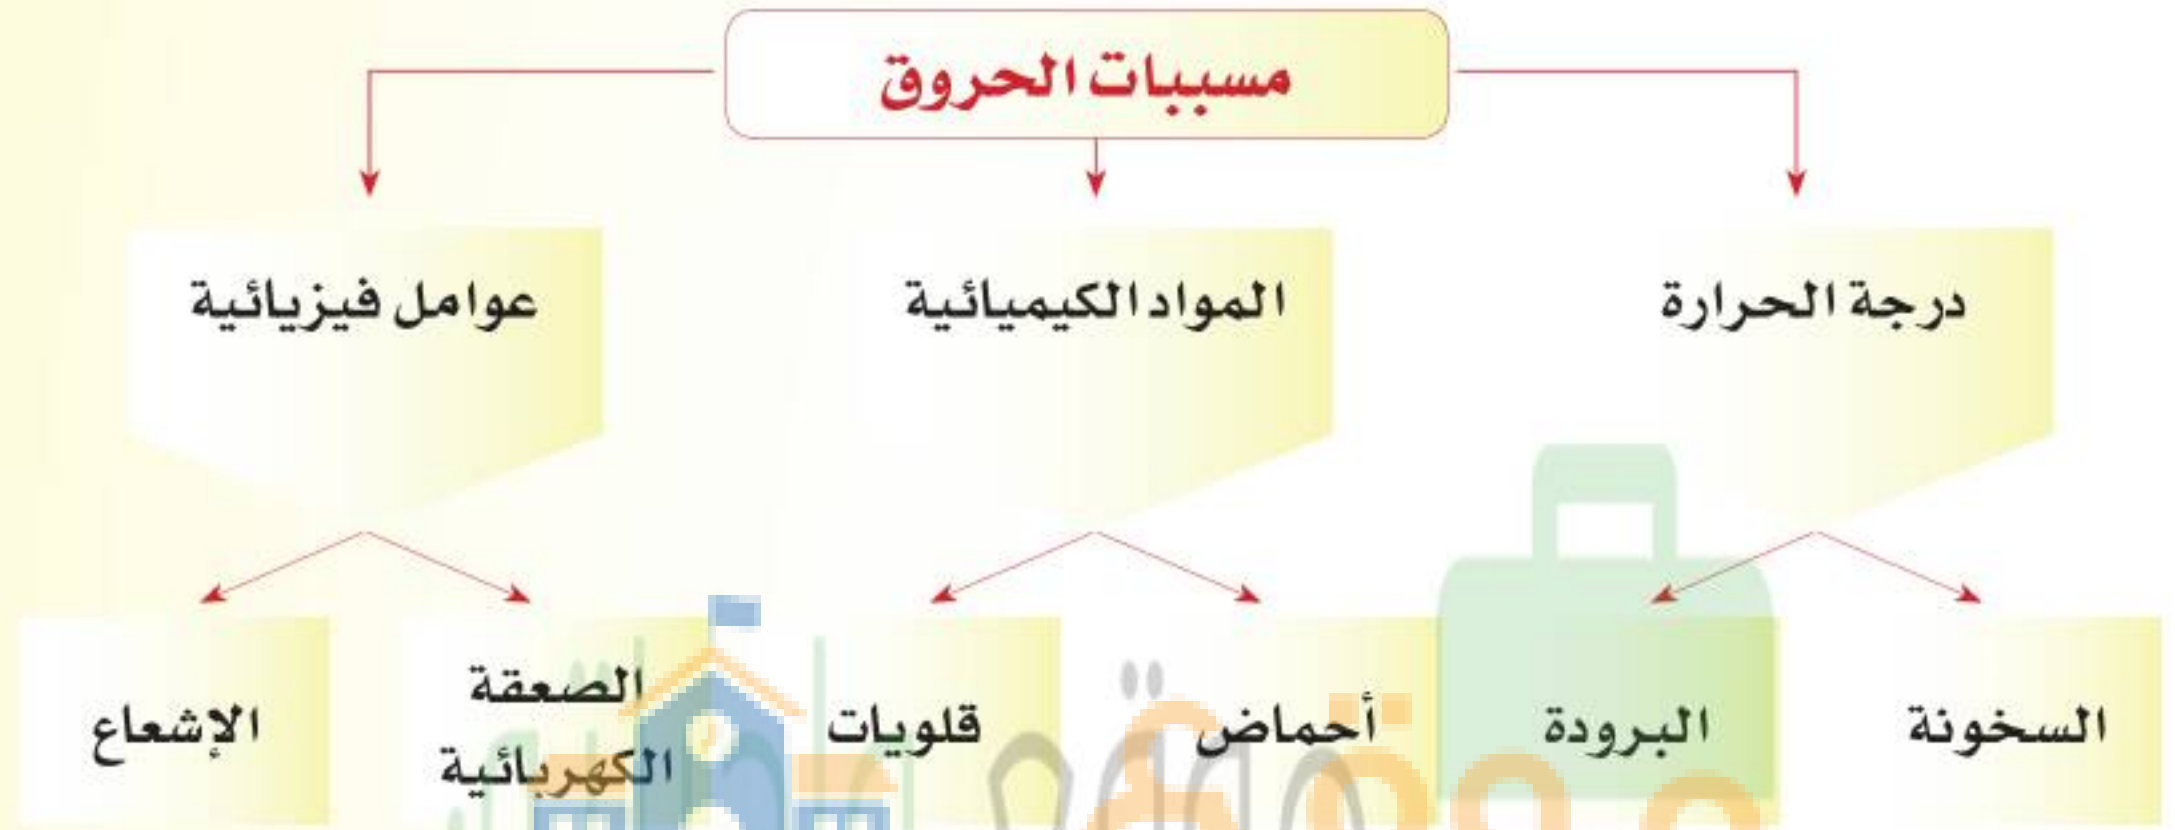 مسببات الحروق
درجة الحرارة
المواد الكيميائية
عوامل فيزيائية
السخونة
البرودة
أحماض
قلويات
الصعقة
الكهربائية
الإشعاع